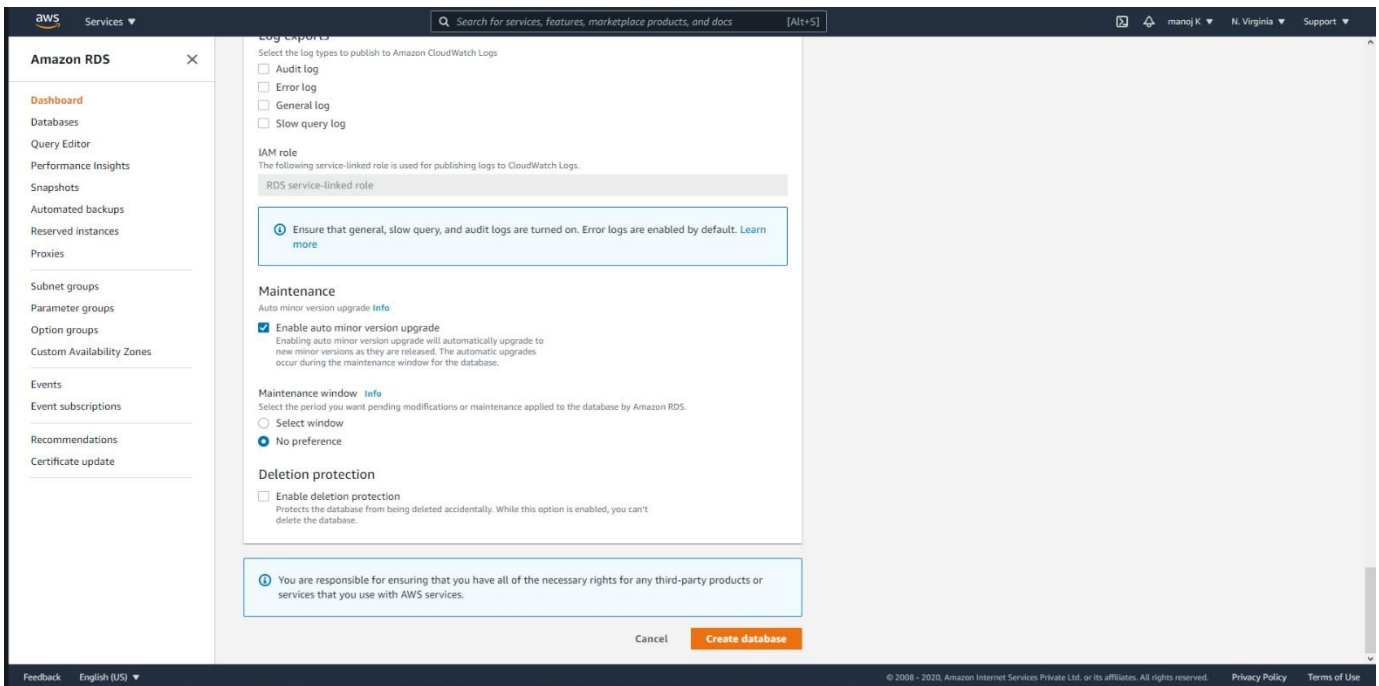 aws
Services
Search for services, features, marketplace products, and docs [Alt+S]
manoj K
N. Virginia
Support
Amazon RDS
Dashboard
Databases
Query Editor
Performance Insights
Snapshots
Automated backups
Reserved instances
Proxies
Subnet groups
Parameter groups
Option groups
Custom Availability Zones
Events
Event subscriptions
Recommendations
Certificate update
Log exports
Select the log types to publish to Amazon CloudWatch Logs
Audit log
Error log
General log
Slow query log
IAM role
The following service-linked role is used for publishing logs to CloudWatch Logs.
RDS service-linked role
Ensure that general, slow query, and audit logs are turned on. Error logs are enabled by default. Learn
more
Maintenance
Auto minor version upgrade Info
Enable auto minor version upgrade
Enabling auto minor version upgrade will automatically upgrade to
new minor versions as they are released. The automatic upgrades
occur during the maintenance window for the database.
Maintenance window Info
Select the period you want pending modifications or maintenance applied to the database by Amazon RDS.
Select window
No preference
Deletion protection
Enable deletion protection
Protects the database from being deleted accidentally. While this option is enabled, you can't
delete the database.
You are responsible for ensuring that you have all of the necessary rights for any third-party products or
services that you use with AWS services.
Cancel
Create database
Feedback
English (US)
© 2008 - 2020, Amazon Internet Services Private Ltd. or its affiliates. All rights reserved.
Privacy Policy
Terms of Use